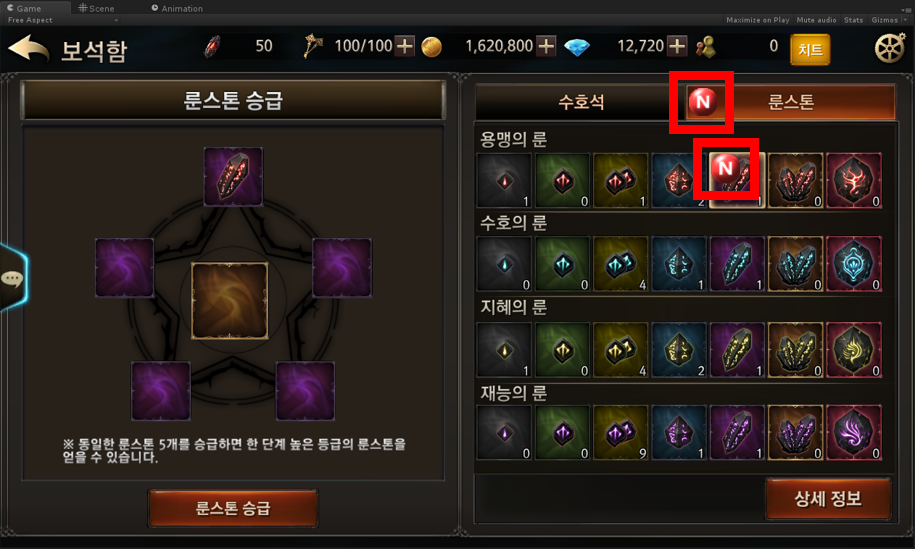 Game Scene Animation
Free Aspect Maximize on Play Mute audio Stats Gizmos
보석함 50 100/100 1,620,800 12,720 0 치트
룬스톤 승급
수호석 N 룬스톤
용맹의 룬
N
1 0 1 2 1 0 0
수호의 룬
0 0 4 1 1 0 0
지혜의 룬
1 0 4 2 1 0 0
재능의 룬
0 0 9 1 1 0 0
※ 동일한 룬스톤 5개를 승급하면 한 단계 높은 등급의 룬스톤을
얻을 수 있습니다.
룬스톤 승급
상세 정보